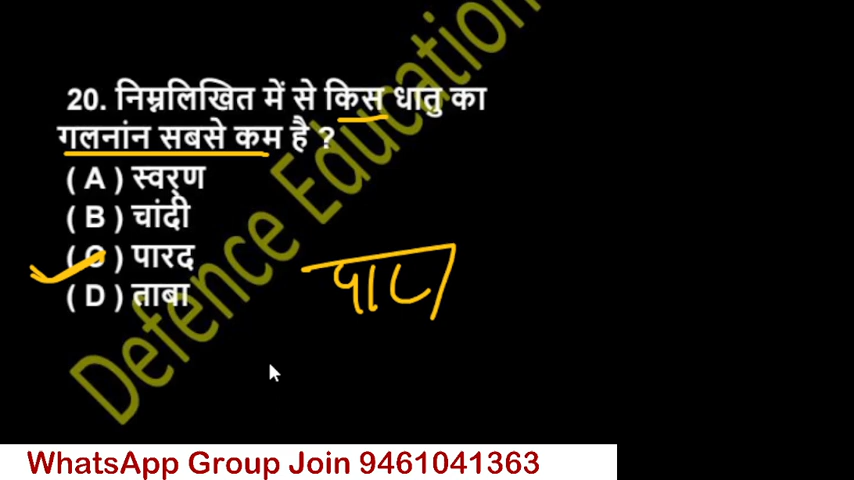 20. निम्नलिखित में से किस धातु का
गलनांन सबसे कम है ?
( A ) स्वर्ण
( B ) चांदी
( C ) पारद
( D ) ताबा
Defence Education
WhatsApp Group Join 9461041363